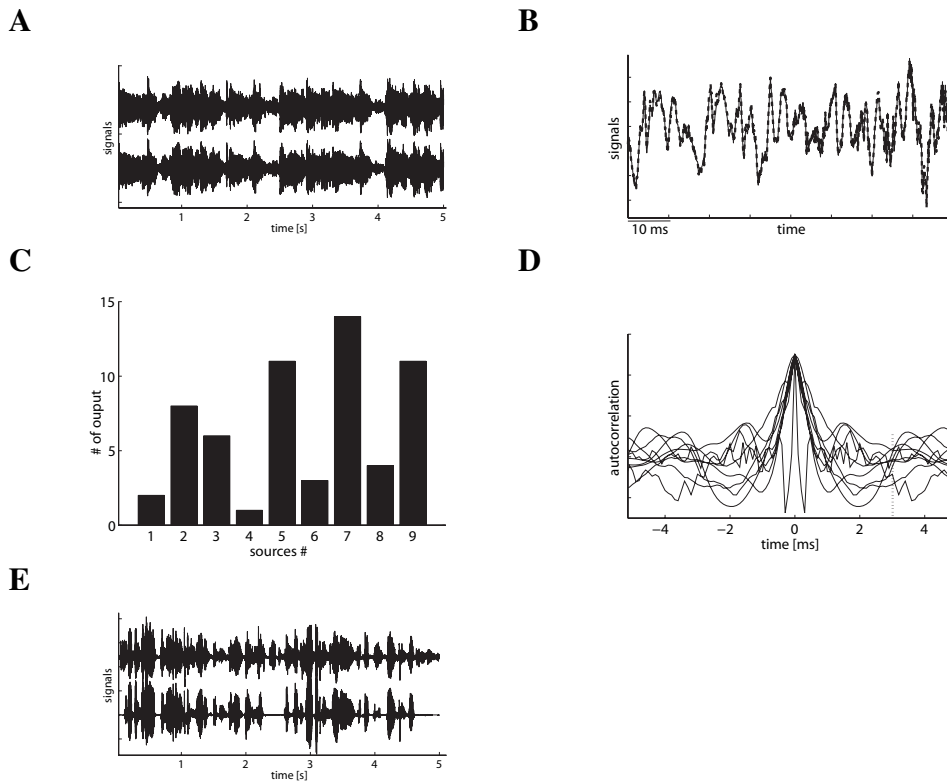 A
signals
1 2 3 4 5
time [s]
B
signals
10 ms
time
C
15
10
5
0
# of ouput
1 2 3 4 5 6 7 8 9
sources #
D
autocorrelation
−4 −2 0 2 4
time [ms]
E
signals
1 2 3 4 5
time [s]